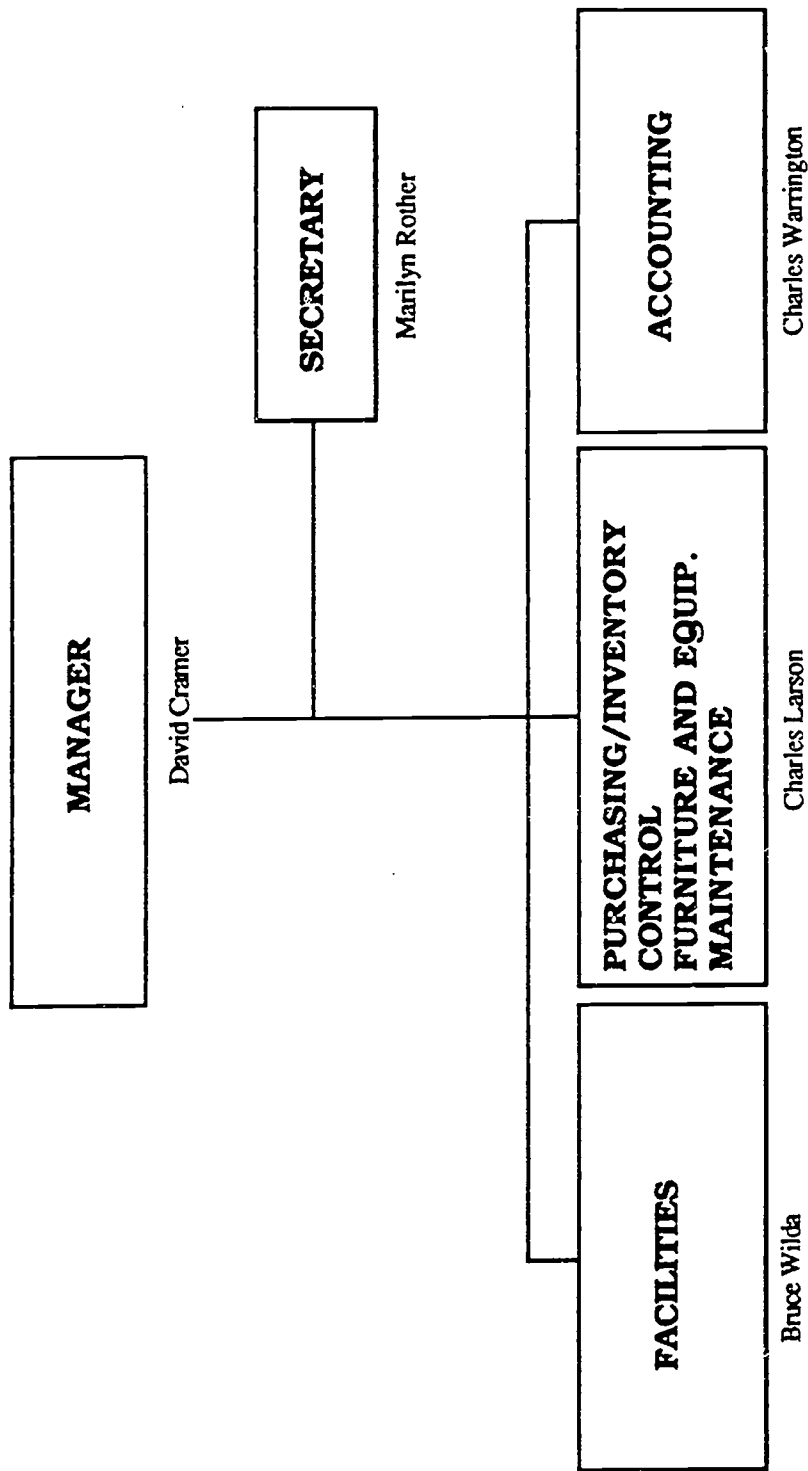 MANAGER
David Cramer
SECRETARY
Marilyn Rother
FACILITIES
Bruce Wilda
PURCHASING/INVENTORY
CONTROL
FURNITURE AND EQUIP.
MAINTENANCE
Charles Larson
ACCOUNTING
Charles Warrington